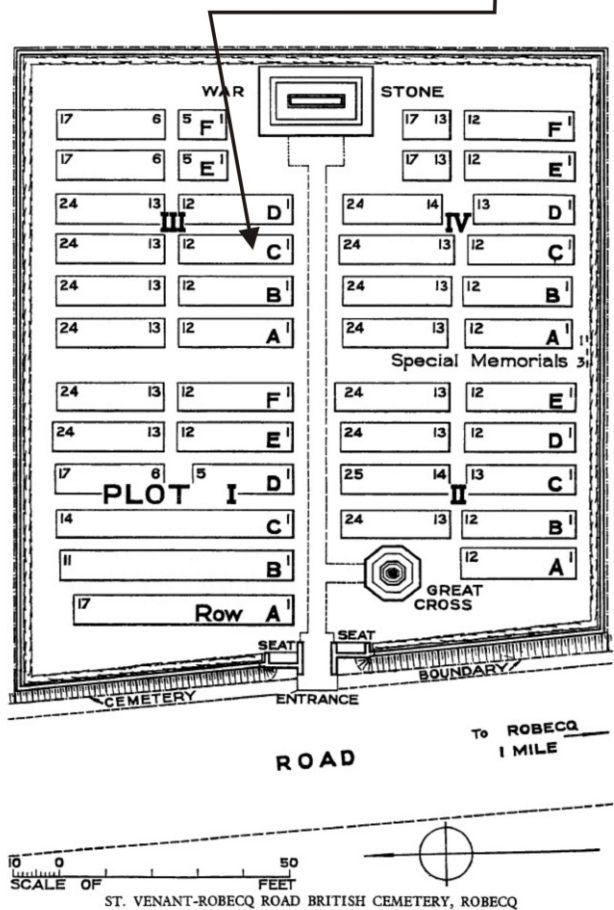 WAR STONE
17 6 5 F 1 17 13 12 F 1
17 6 5 E 1 17 13 12 E 1
24 13 12 D 1 24 14 13 D 1
III IV
24 13 12 C 1 24 13 12 C 1
24 13 12 B 1 24 13 12 B 1
24 13 12 A 1 24 13 12 A 1
1
Special Memorials 3
24 13 12 F 1 24 13 12 E 1
24 13 12 E 1 24 13 12 D 1
17 6 5 D 1 25 14 13 C 1
PLOT I II
14 C 1 24 13 12 B 1
11 B 1 12 A 1
GREAT
CROSS
17 Row A 1
SEAT SEAT
CEMETERY ENTRANCE BOUNDARY
ROAD
To ROBECQ
1 MILE
10 0 50
SCALE OF FEET
ST. VENANT-ROBECQ ROAD BRITISH CEMETERY, ROBECQ